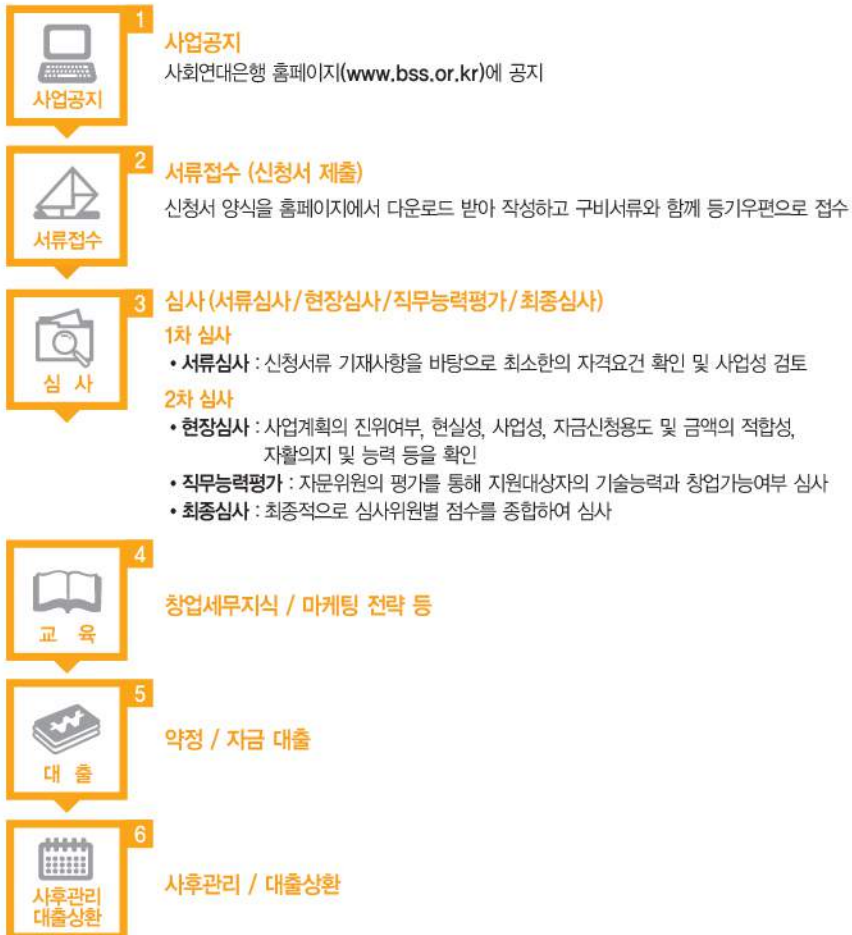 1
사업공지
사업공지
사회연대은행 홈페이지(www.bss.or.kr)에 공지
2
서류접수
서류접수 (신청서 제출)
신청서 양식을 홈페이지에서 다운로드 받아 작성하고 구비서류와 함께 등기우편으로 접수
3
심 사
심사(서류심사/현장심사/직무능력평가/최종심사)
1차 심사
• 서류심사 : 신청서류 기재사항을 바탕으로 최소한의 자격요건 확인 및 사업성 검토
2차 심사
• 현장심사 : 사업계획의 진위여부, 현실성, 사업성, 자금신청용도 및 금액의 적합성,
자활의지 및 능력 등을 확인
• 직무능력평가 : 자문위원의 평가를 통해 지원대상자의 기술능력과 창업가능여부 심사
• 최종심사 : 최종적으로 심사위원별 점수를 종합하여 심사
4
교 육
창업세무지식 / 마케팅 전략 등
5
대 출
약정 / 자금 대출
6
사후관리
대출상환
사후관리 / 대출상환